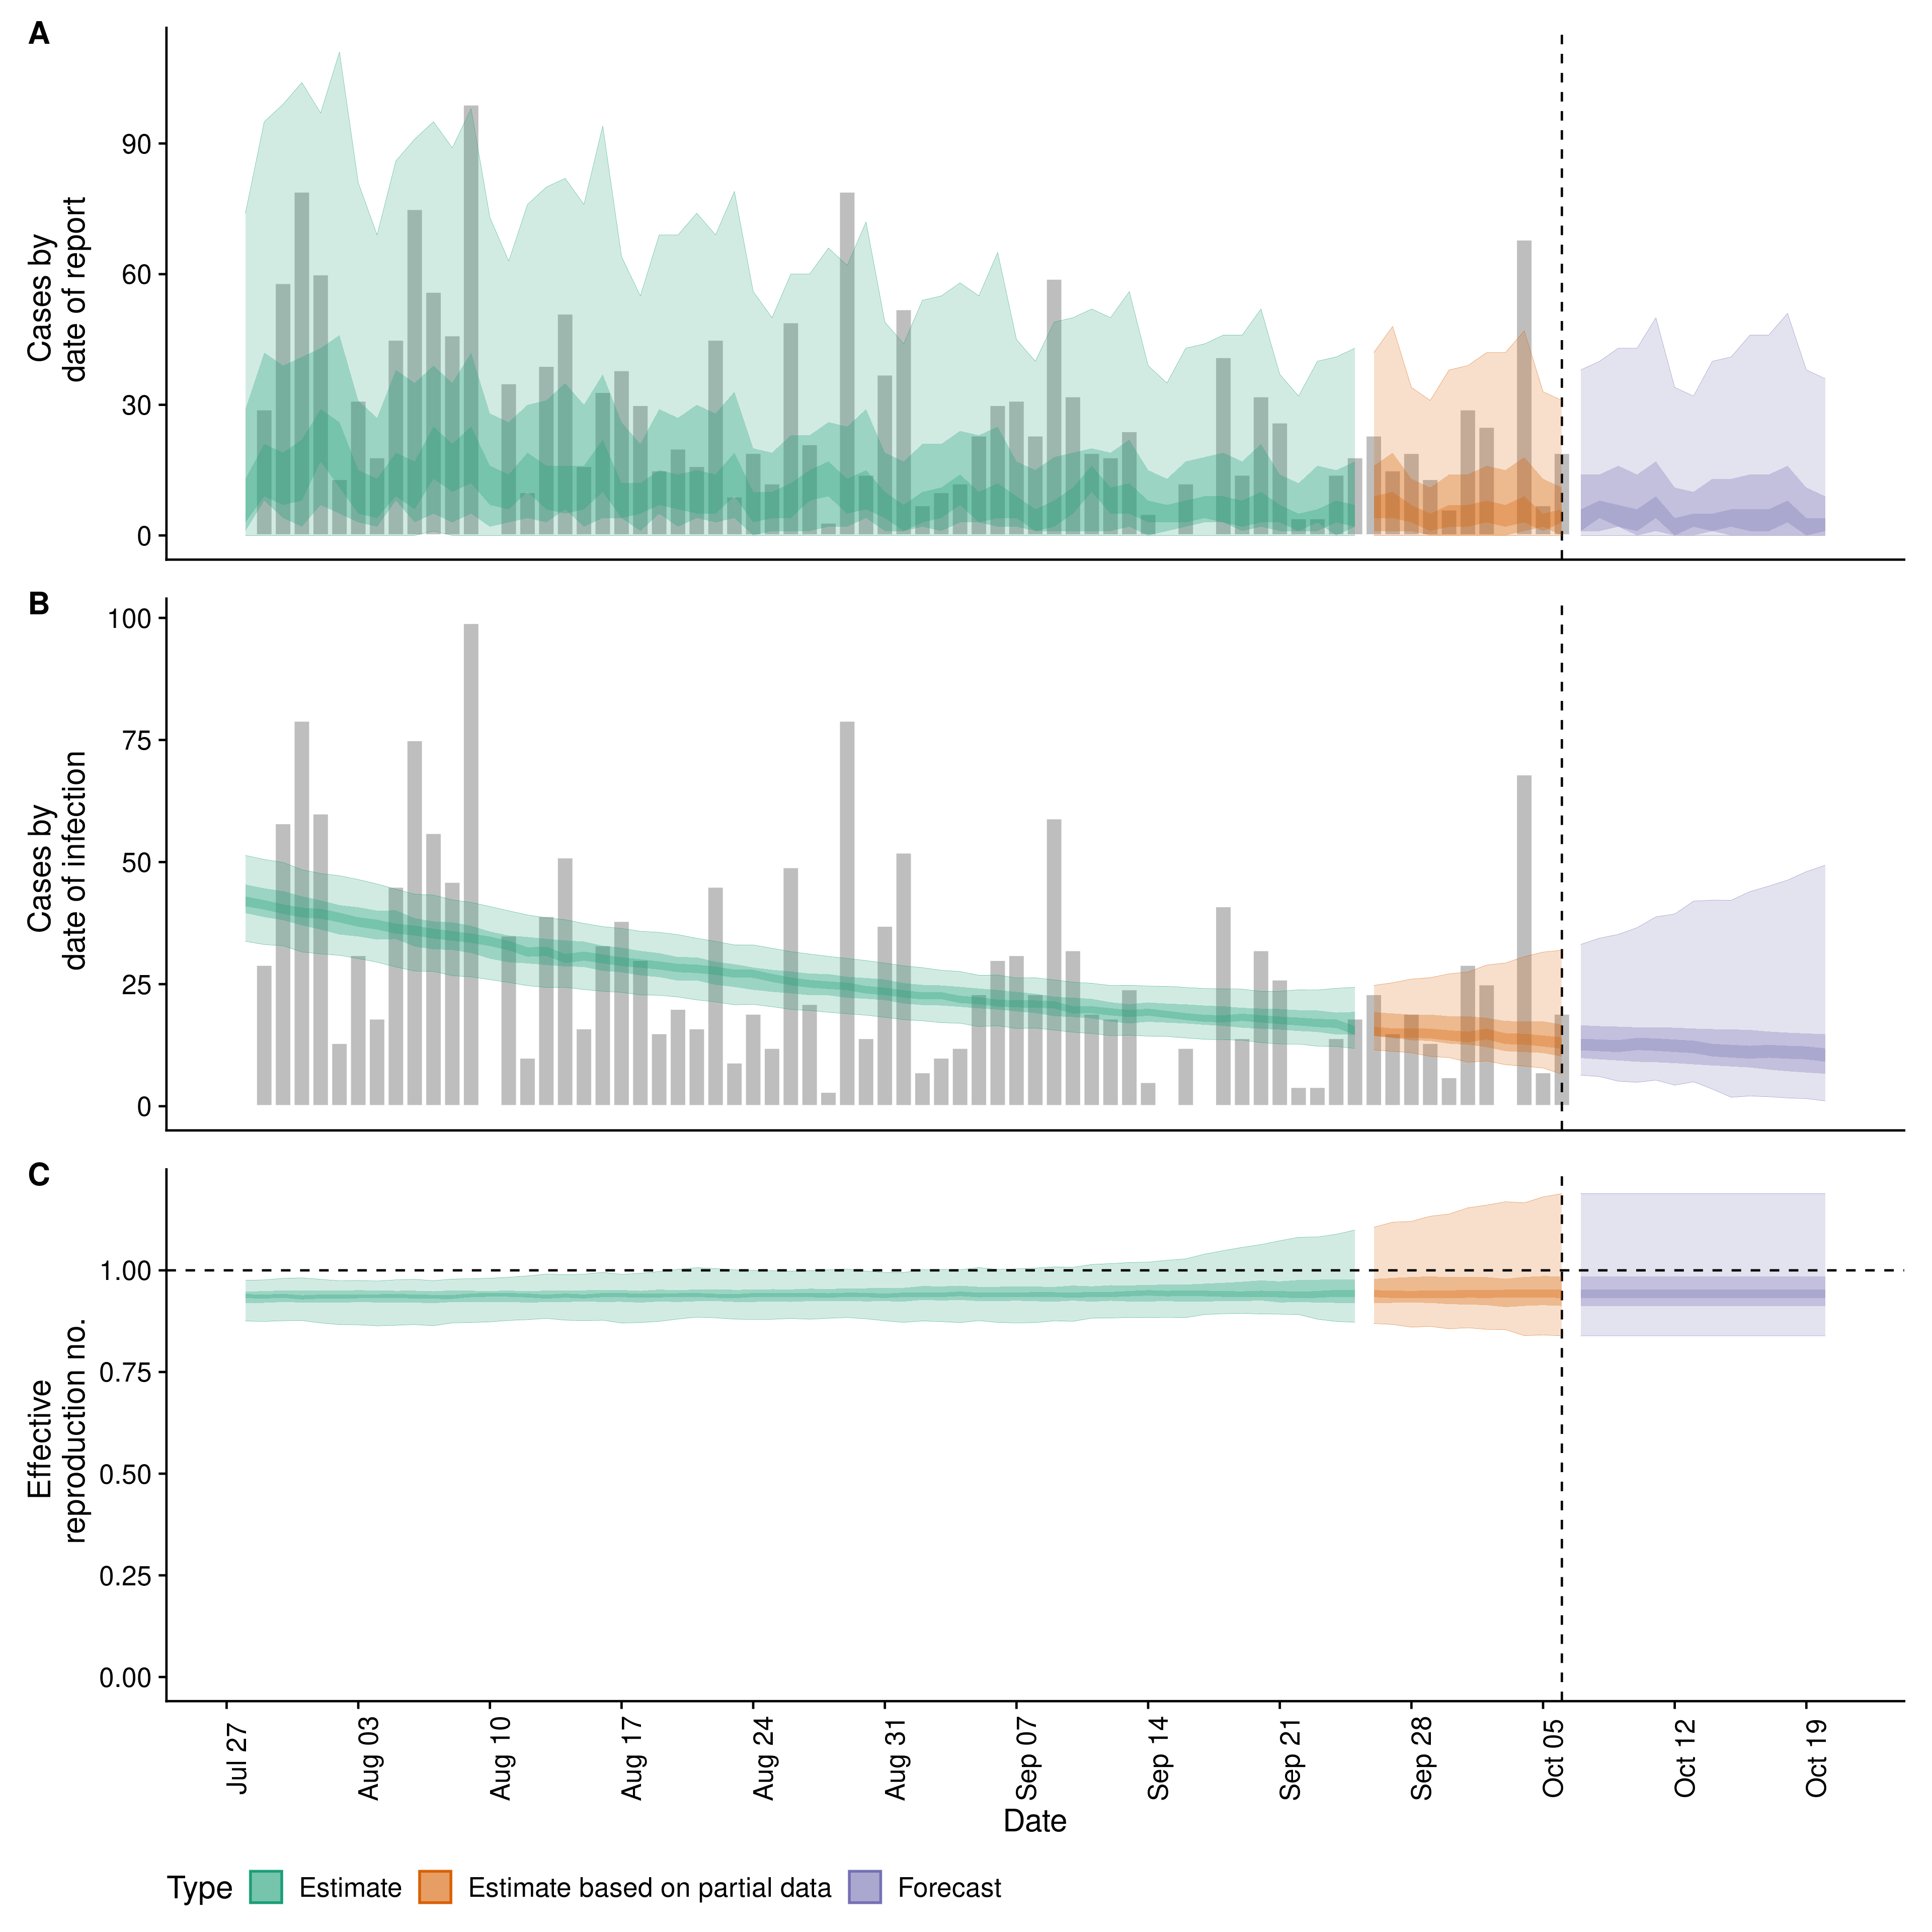 A
Cases by
date of report
90
60
30
0
B
Cases by
date of infection
100
75
50
25
0
C
Effective
reproduction no.
1.00
0.75
0.50
0.25
0.00
Jul 27
Aug 03
Aug 10
Aug 17
Aug 24
Aug 31
Sep 07
Sep 14
Sep 21
Sep 28
Oct 05
Oct 12
Oct 19
Date
Type Estimate Estimate based on partial data Forecast